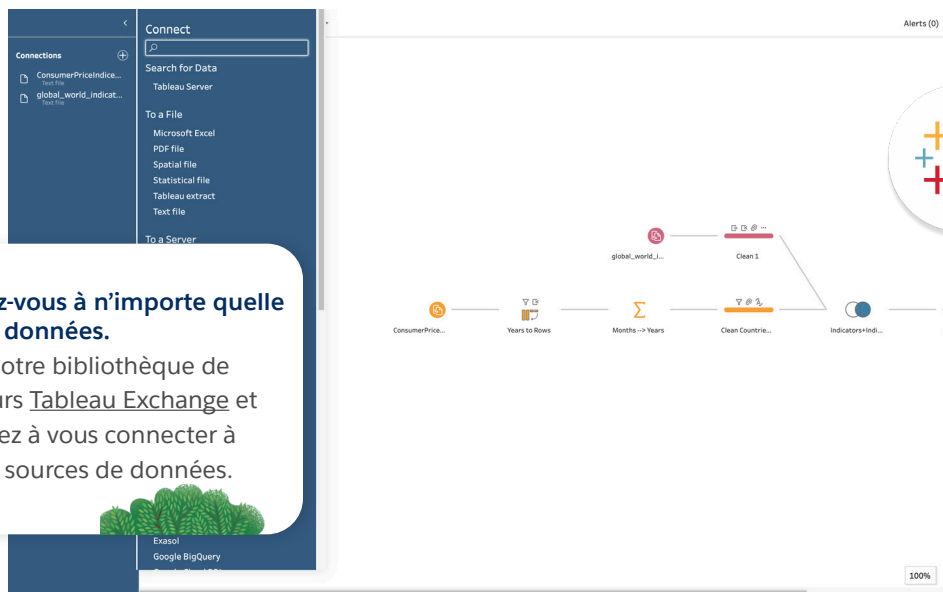 Connect
Alerts (0)
Connections
ConsumerPriceIndice...
Text file
global_world_indicat...
Text file
Search for Data
Tableau Server
To a File
Microsoft Excel
PDF file
Spatial file
Statistical file
Tableau extract
Text file
To a Server
z-vous à n’importe quelle
données.
otre bibliothèque de
urs Tableau Exchange et
ez à vous connecter à
sources de données.
Exasol
Google BigQuery
global_world_i...
Clean 1
ConsumerPrice...
Years to Rows
Months --> Years
Clean Countrie...
Indicators+Indi...
100%